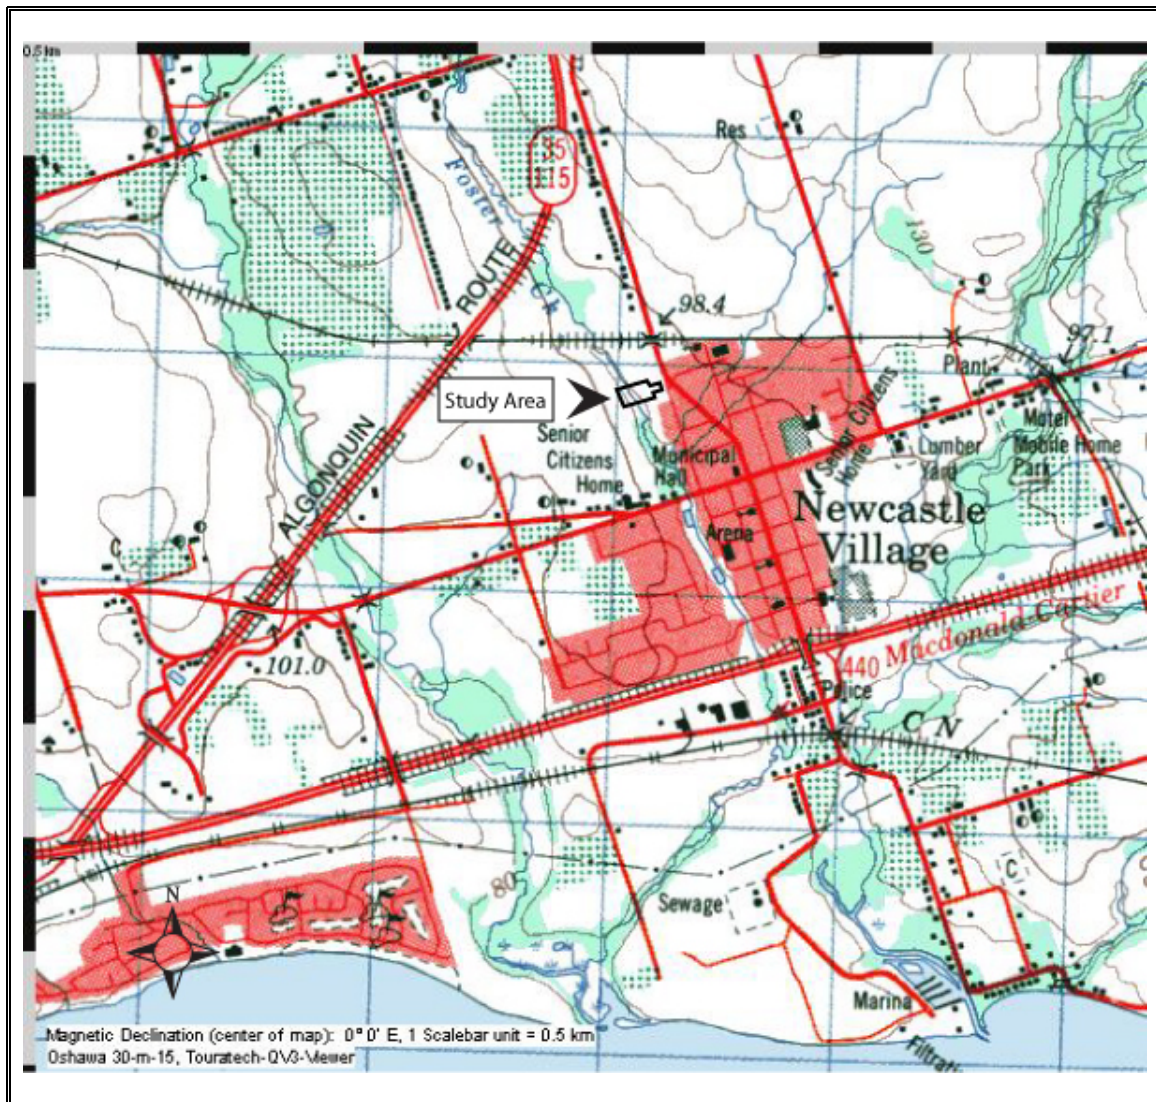 0.5 km
Res
35
115
Foster
Ck
ROUTE
130
98.4
97.1
Plant
Study Area
ALGONQUIN
Senior
Citizens
Home
Municipal
Hall
Senior Citizens
Home
Lumber
Yard
Motel
Mobile Home
Park
Newcastle
Village
Arena
C
101.0
Macdonald-Cartier
440
Police
C N
80
Sewage
C
N
Marina
Magnetic Declination (center of map): 0° 0' E, 1 Scalebar unit = 0.5 km
Oshawa 30-m-15, Touratech-QV3-Viewer